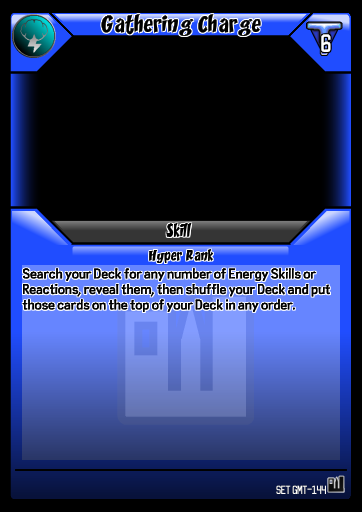 Gathering Charge
6
Skill
Hyper Rank
Search your Deck for any number of Energy Skills or
Reactions, reveal them, then shuffle your Deck and put
those cards on the top of your Deck in any order.
SET GMT-144